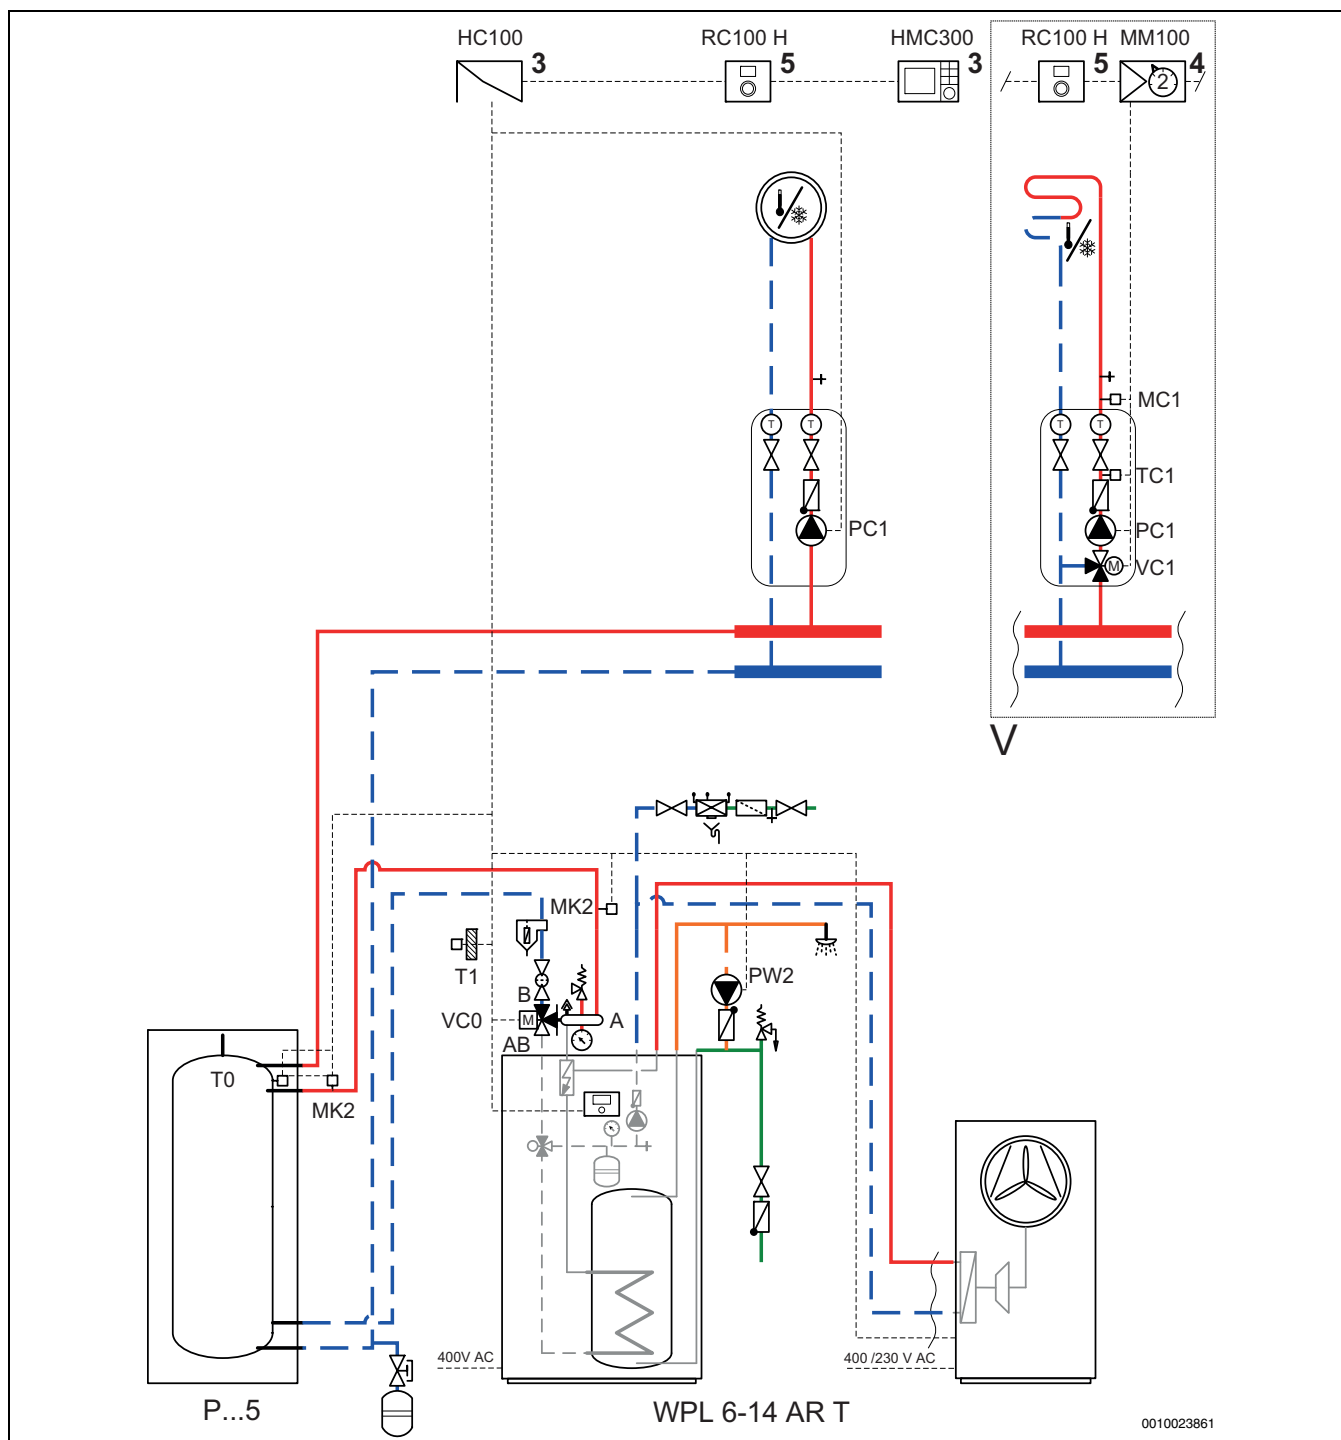 HC100 RC100 H HMC300 RC100 H MM100
3 5 3 5 2 4
MC1
T T T T
TC1
PC1 PC1
M VC1
V
MK2
T1
PW2
B
VC0 M A
AB
T0
MK2
400V AC 400 /230 V AC
P...5 WPL 6-14 AR T
0010023861